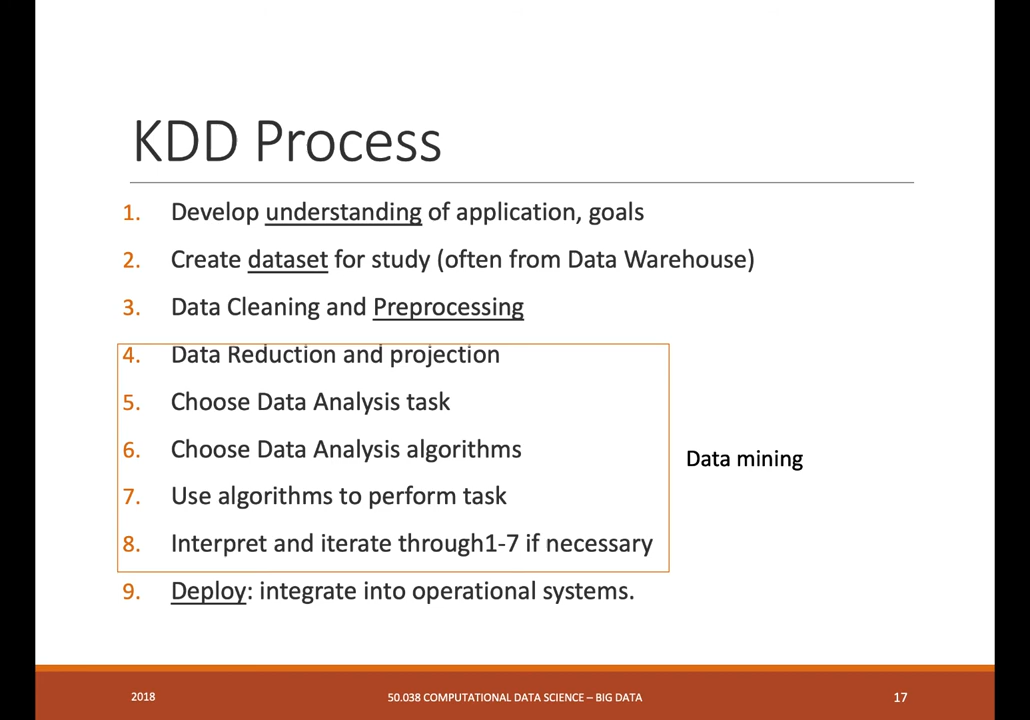 KDD Process
1. Develop understanding of application, goals
2. Create dataset for study (often from Data Warehouse)
3. Data Cleaning and Preprocessing
4. Data Reduction and projection
5. Choose Data Analysis task
6. Choose Data Analysis algorithms
7. Use algorithms to perform task
8. Interpret and iterate through1-7 if necessary
Data mining
9. Deploy: integrate into operational systems.
2018
50.038 COMPUTATIONAL DATA SCIENCE – BIG DATA
17